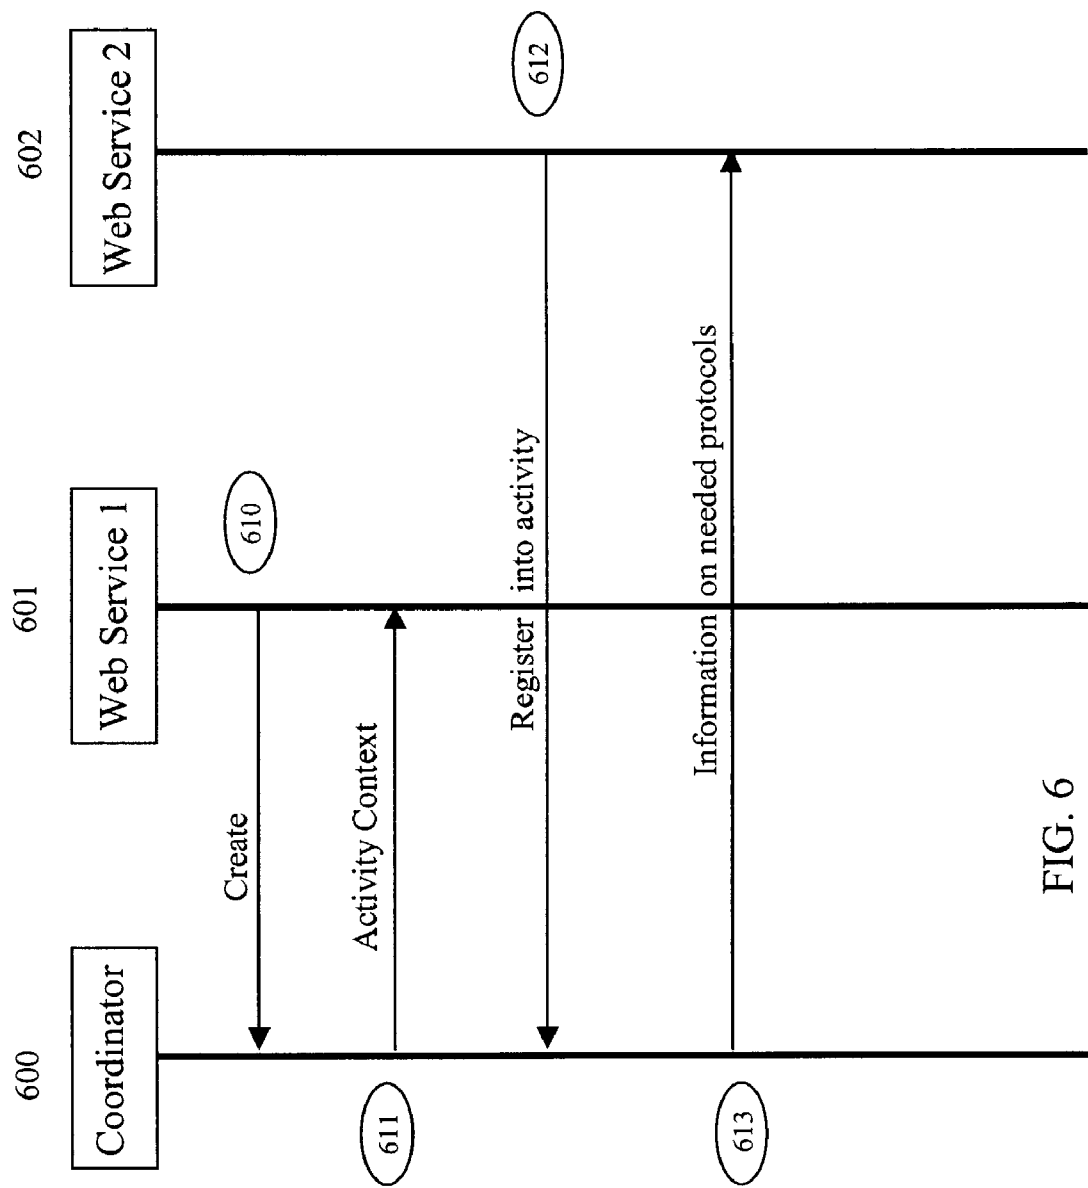 600
601
602
Coordinator
Web Service 1
Web Service 2
Create
610
611
Activity Context
Register into activity
612
613
Information on needed protocols
FIG. 6